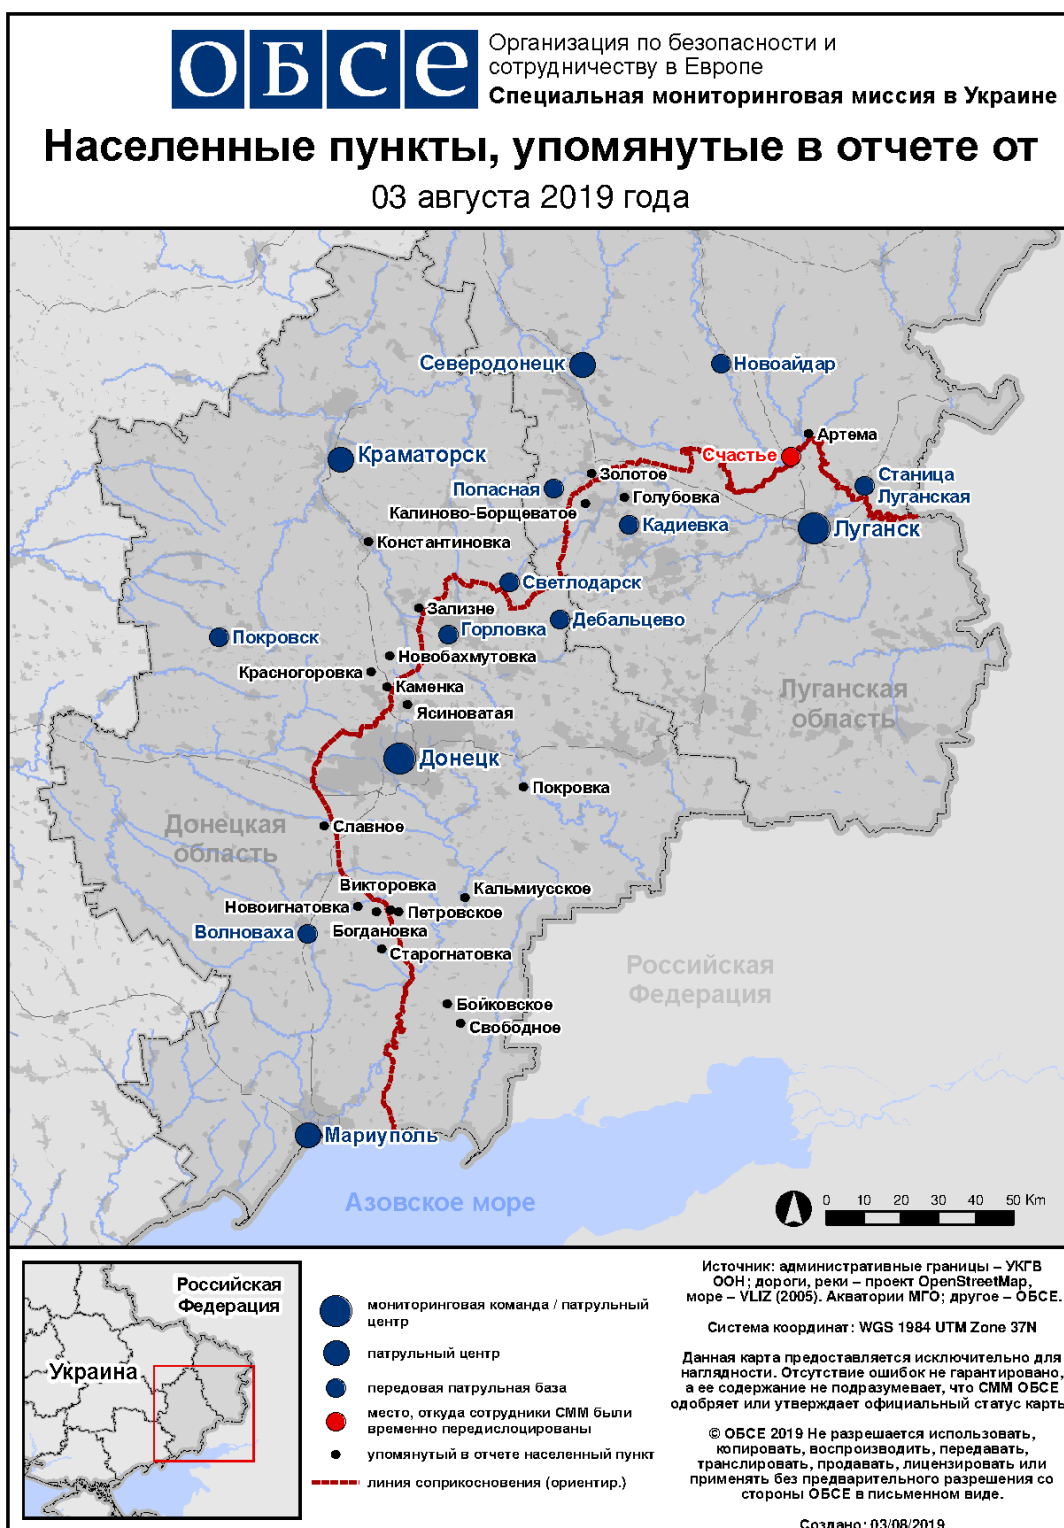 ОБСЕ
Организация по безопасности и
сотрудничеству в Европе
Специальная мониторинговая миссия в Украине
Населенные пункты, упомянутые в отчете от
03 августа 2019 года
Северодонецк
Новоайдар
Артема
Счастье
Краматорск
Золотое
Станица
Луганская
Попасная
Голубовка
Калиново-Борщеватое
Кадиевка
Луганск
Константиновка
Светлодарск
Зализне
Дебальцево
Горловка
Покровск
Новобахмутовка
Красногоровка
Каменка
Луганская
область
Ясиноватая
Донецк
Покровка
Донецкая
область
Славное
Викторовка
Кальмиусское
Новоигнатовка
Петровское
Богдановка
Волноваха
Старогнатовка
Российская
Федерация
Бойковское
Свободное
Мариуполь
Азовское море
0 10 20 30 40 50 Km
Российская
Федерация
Украина
мониторинговая команда / патрульный
центр
патрульный центр
передовая патрульная база
место, откуда сотрудники СММ были
временно передислоцированы
упомянутый в отчете населенный пункт
линия соприкосновения (ориентир.)
Источник: административные границы – УКГВ
ООН; дороги, реки – проект OpenStreetMap,
море – VLIZ (2005). Акватории МГО; другое – ОБСЕ.
Система координат: WGS 1984 UTM Zone 37N
Данная карта предоставляется исключительно для
наглядности. Отсутствие ошибок не гарантировано,
а ее содержание не подразумевает, что СММ ОБСЕ
одобряет или утверждает официальный статус карты
© ОБСЕ 2019 Не разрешается использовать,
копировать, воспроизводить, передавать,
транслировать, продавать, лицензировать или
применять без предварительного разрешения со
стороны ОБСЕ в письменном виде.
Создано: 03/08/2019